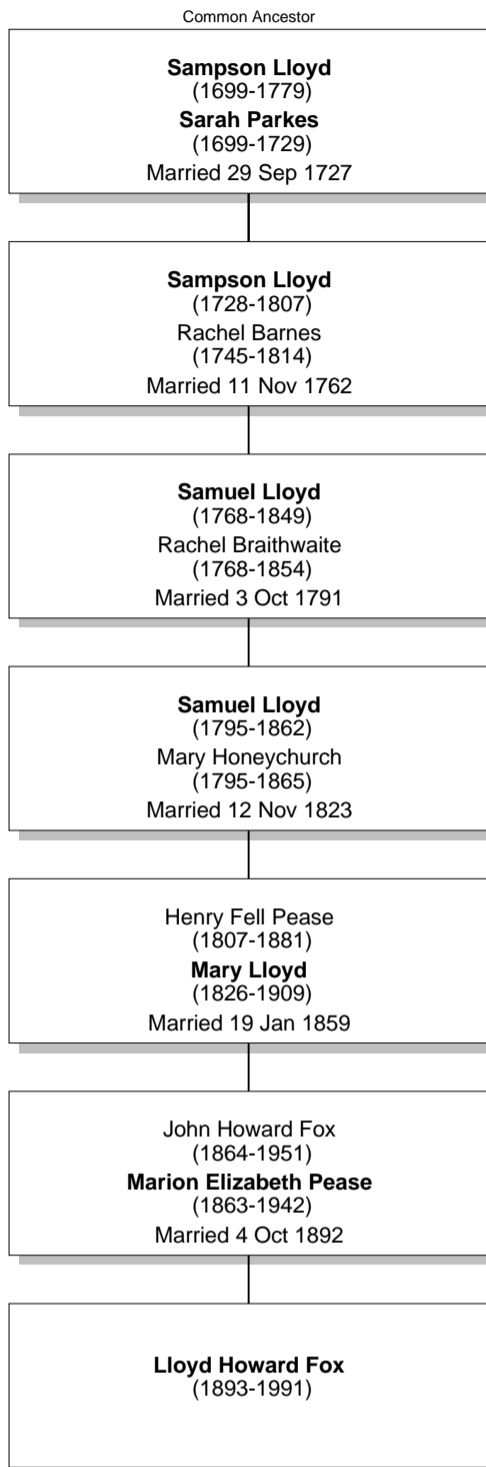 Common Ancestor
Sampson Lloyd
(1699-1779)
Sarah Parkes
(1699-1729)
Married 29 Sep 1727
Sampson Lloyd
(1728-1807)
Rachel Barnes
(1745-1814)
Married 11 Nov 1762
Samuel Lloyd
(1768-1849)
Rachel Braithwaite
(1768-1854)
Married 3 Oct 1791
Samuel Lloyd
(1795-1862)
Mary Honeychurch
(1795-1865)
Married 12 Nov 1823
Henry Fell Pease
(1807-1881)
Mary Lloyd
(1826-1909)
Married 19 Jan 1859
John Howard Fox
(1864-1951)
Marion Elizabeth Pease
(1863-1942)
Married 4 Oct 1892
Lloyd Howard Fox
(1893-1991)